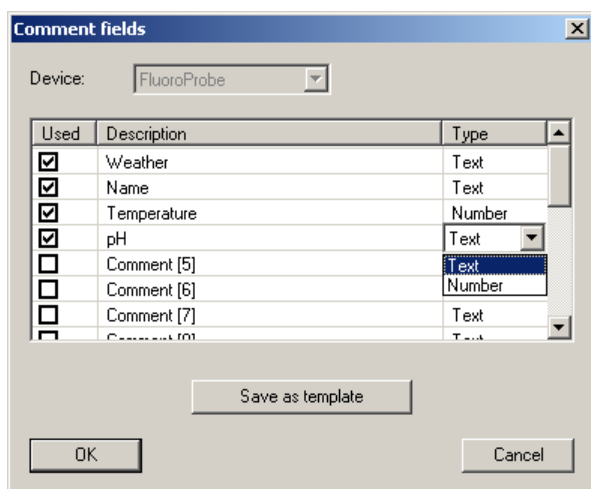 Comment fields
Device: FluoroProbe
Used Description Type
Weather Text
Name Text
Temperature Number
pH Text
Comment [5] Text
Comment [6] Number
Comment [7] Text
Save as template
OK Cancel